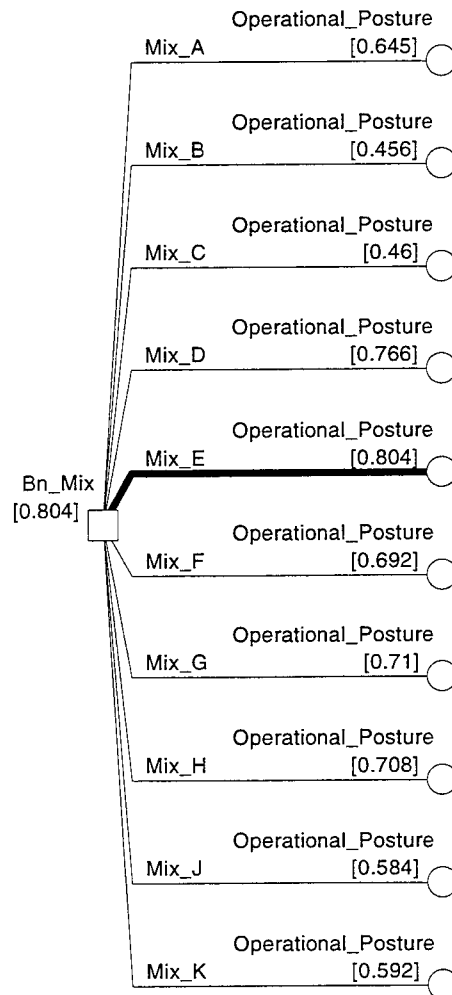 Operational_Posture
Mix_A [0.645]
Operational_Posture
Mix_B [0.456]
Operational_Posture
Mix_C [0.46]
Operational_Posture
Mix_D [0.766]
Operational_Posture
Mix_E [0.804]
Bn_Mix
[0.804]
Operational_Posture
Mix_F [0.692]
Operational_Posture
Mix_G [0.71]
Operational_Posture
Mix_H [0.708]
Operational_Posture
Mix_J [0.584]
Operational_Posture
Mix_K [0.592]